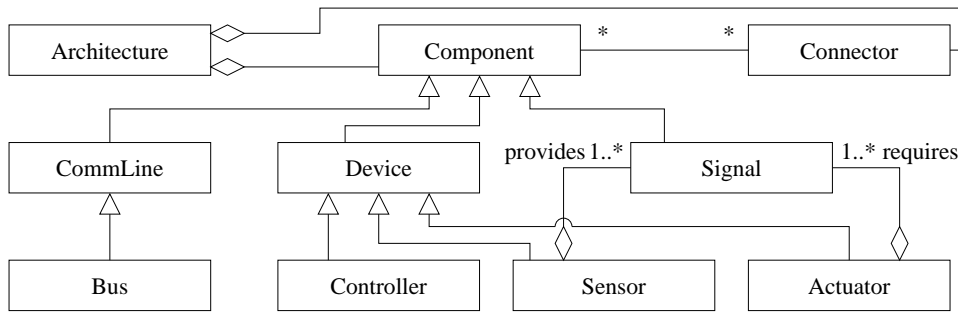 Architecture
Component
*
*
Connector
CommLine
Device
provides 1..*
Signal
1..* requires
Bus
Controller
Sensor
Actuator